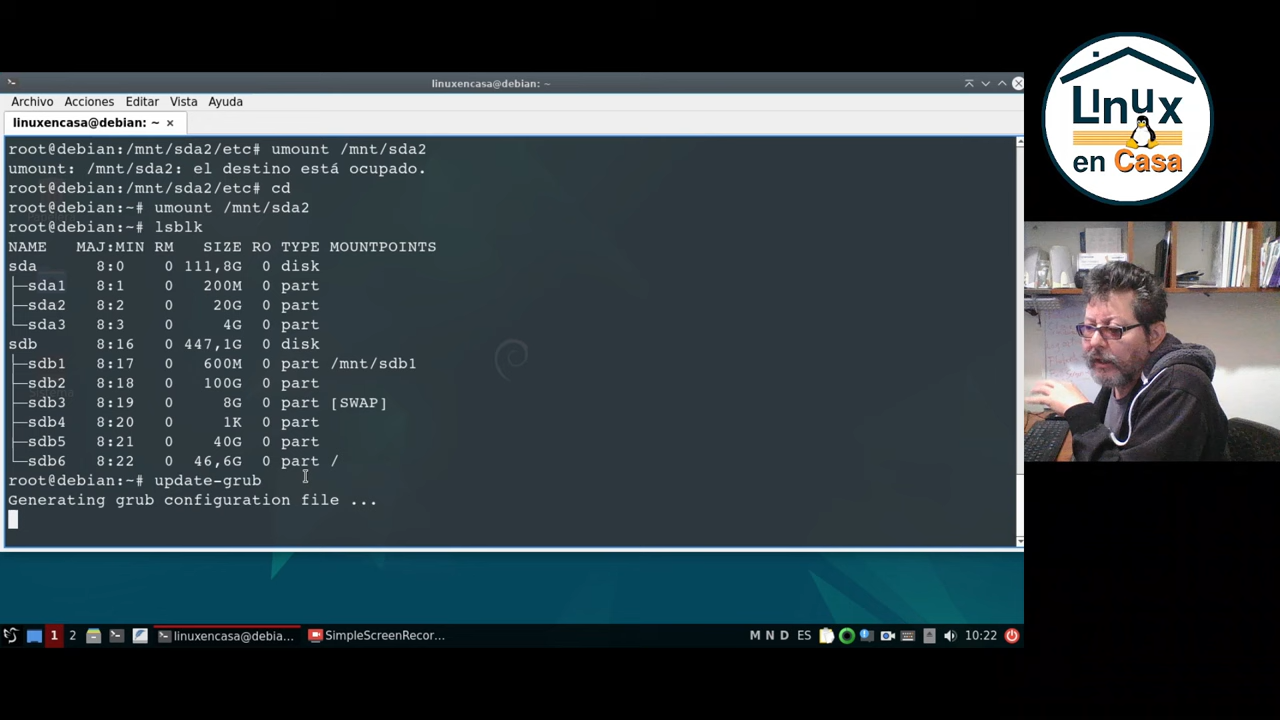 linuxencasa@debian: ~
Archivo Acciones Editar Vista Ayuda
linuxencasa@debian: ~ ×
root@debian:/mnt/sda2/etc# umount /mnt/sda2
umount: /mnt/sda2: el destino está ocupado.
root@debian:/mnt/sda2/etc# cd
root@debian:~# umount /mnt/sda2
root@debian:~# lsblk
NAME MAJ:MIN RM SIZE RO TYPE MOUNTPOINTS
sda 8:0 0 111,8G 0 disk
├─sda1 8:1 0 200M 0 part
├─sda2 8:2 0 20G 0 part
└─sda3 8:3 0 4G 0 part
sdb 8:16 0 447,1G 0 disk
├─sdb1 8:17 0 600M 0 part /mnt/sdb1
├─sdb2 8:18 0 100G 0 part
├─sdb3 8:19 0 8G 0 part [SWAP]
├─sdb4 8:20 0 1K 0 part
├─sdb5 8:21 0 40G 0 part
└─sdb6 8:22 0 46,6G 0 part /
root@debian:~# update-grub
Generating grub configuration file ...
1 2 linuxencasa@debia... SimpleScreenRecor... M N D ES 10:22
Linux
en Casa